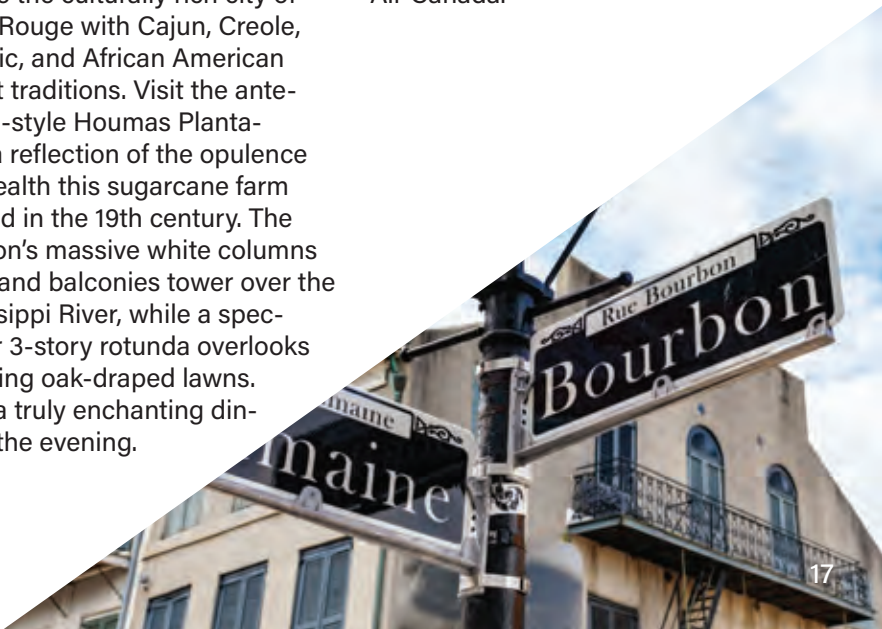 the culturally rich city of
Rouge with Cajun, Creole,
ic, and African American
t traditions. Visit the ante-
-style Houmas Planta-
a reflection of the opulence
ealth this sugarcane farm
d in the 19th century. The
on's massive white columns
and balconies tower over the
sippi River, while a spec-
r 3-story rotunda overlooks
ing oak-draped lawns.
a truly enchanting din-
the evening.
Air Canada.
Rue Bourbon
Bourbon
maine
maine
17